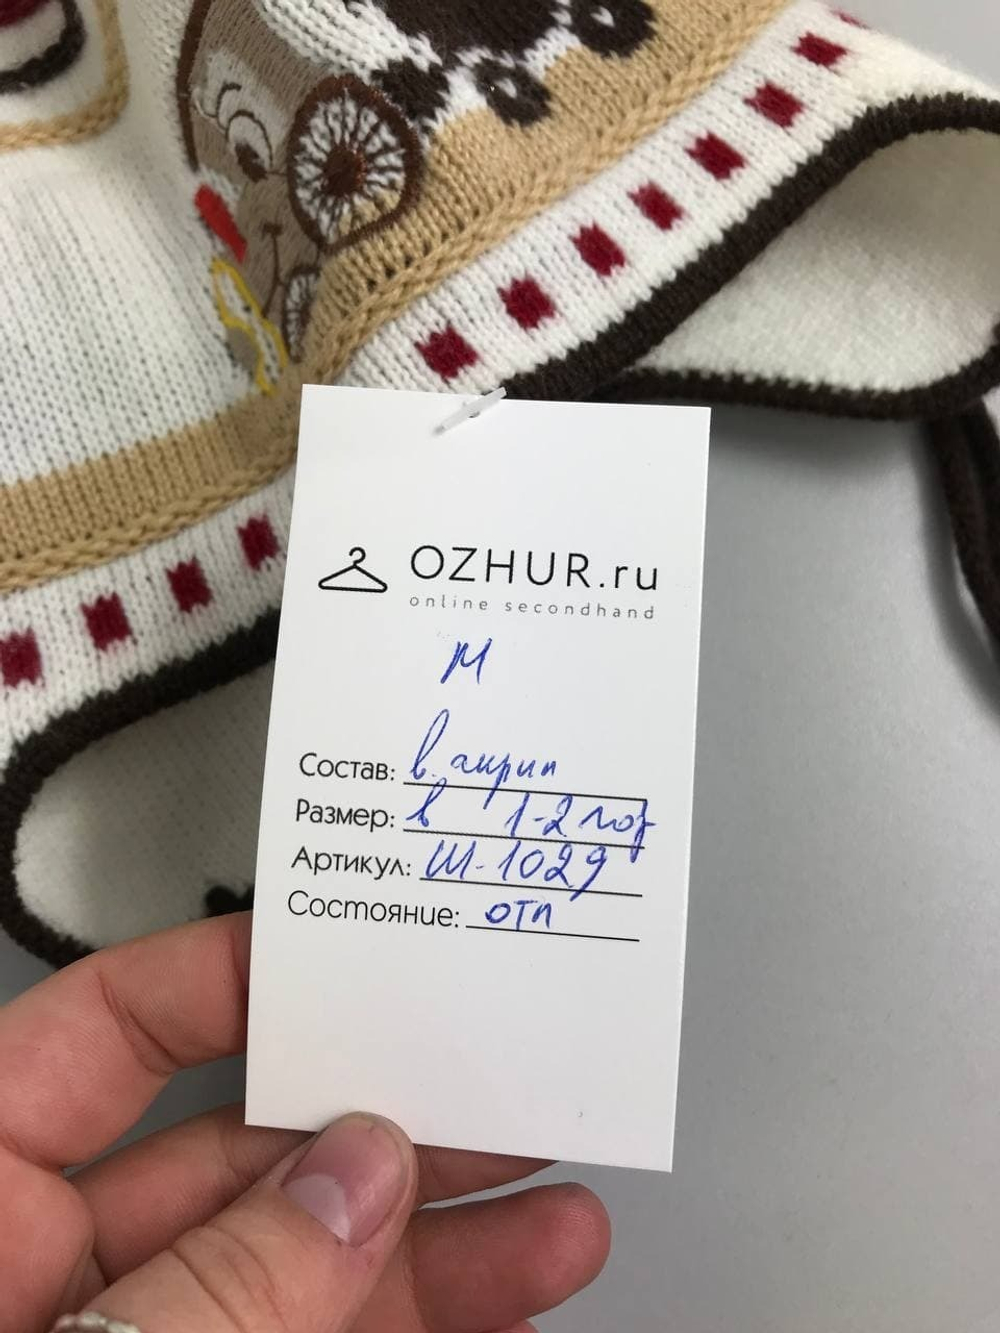 OZHUR.ru
online secondhand
М
Состав: в. акрил
Размер: в 1-2 год
Артикул: Ш-1029
Состояние: отл